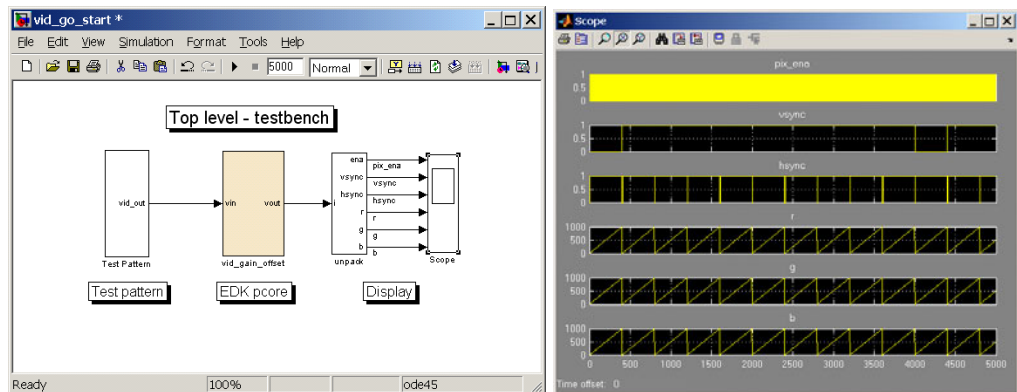 vid_go_start *
File Edit View Simulation Format Tools Help
5000 Normal
Top level - testbench
vid_out
Test Pattern
vin vout
vid_gain_offset
i
ena
vsync
hsync
r
g
b
unpack
pix_ena
vsync
hsync
r
g
b
Scope
Test pattern EDK pcore Display
Ready 100% ode45
Scope
pix_ena
1
0.5
0
vsync
1
0.5
0
hsync
1
0.5
0
r
1000
500
0
g
1000
500
0
b
1000
500
0
0 500 1000 1500 2000 2500 3000 3500 4000 4500 5000
Time offset: 0